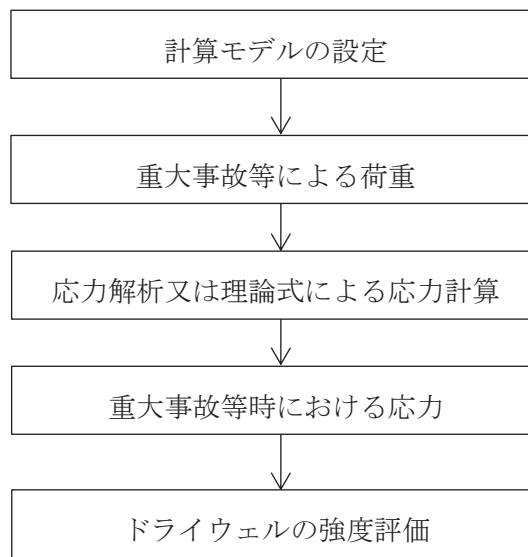 計算モデルの設定
重大事故等による荷重
応力解析又は理論式による応力計算
重大事故等時における応力
ドライウェルの強度評価